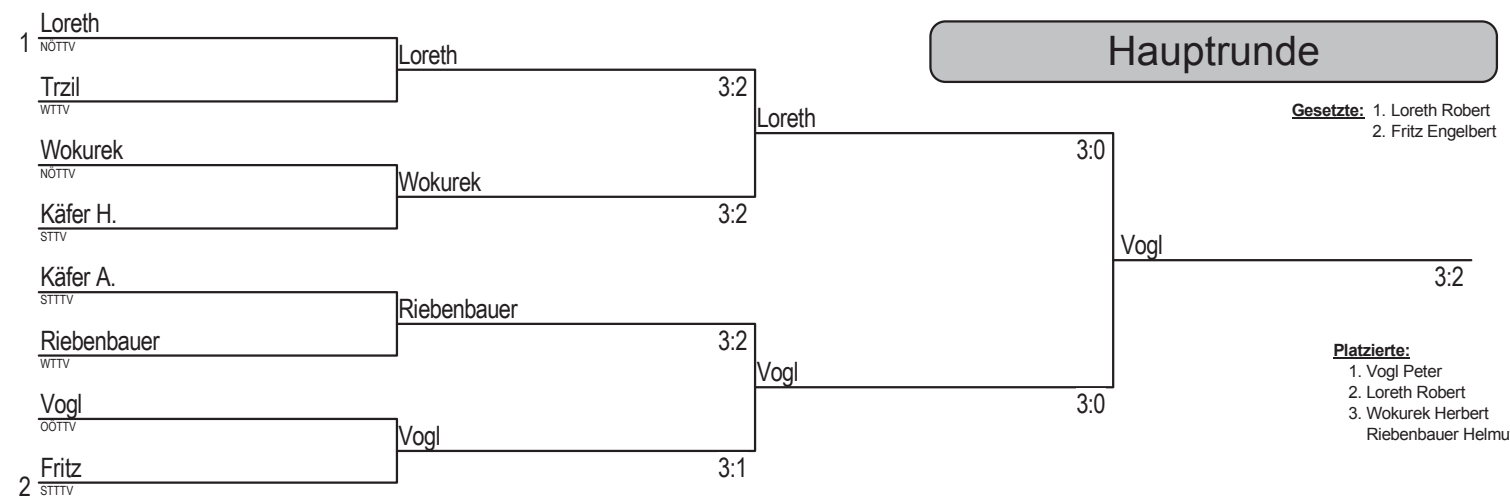 Hauptrunde
Gesetzte: 1. Loreth Robert
2. Fritz Engelbert
1 Loreth
NÖTTV
Trzil
WTTV
Wokurek
NÖTTV
Käfer H.
STTV
Käfer A.
STTTV
Riebenbauer
WTTV
Vogl
OÖTTV
2 Fritz
STTTV
Loreth
3:2
Wokurek
3:2
Riebenbauer
3:2
Vogl
3:1
Loreth
3:0
Vogl
3:0
Vogl
3:2
Platzierte:
1. Vogl Peter
2. Loreth Robert
3. Wokurek Herbert
Riebenbauer Helmu